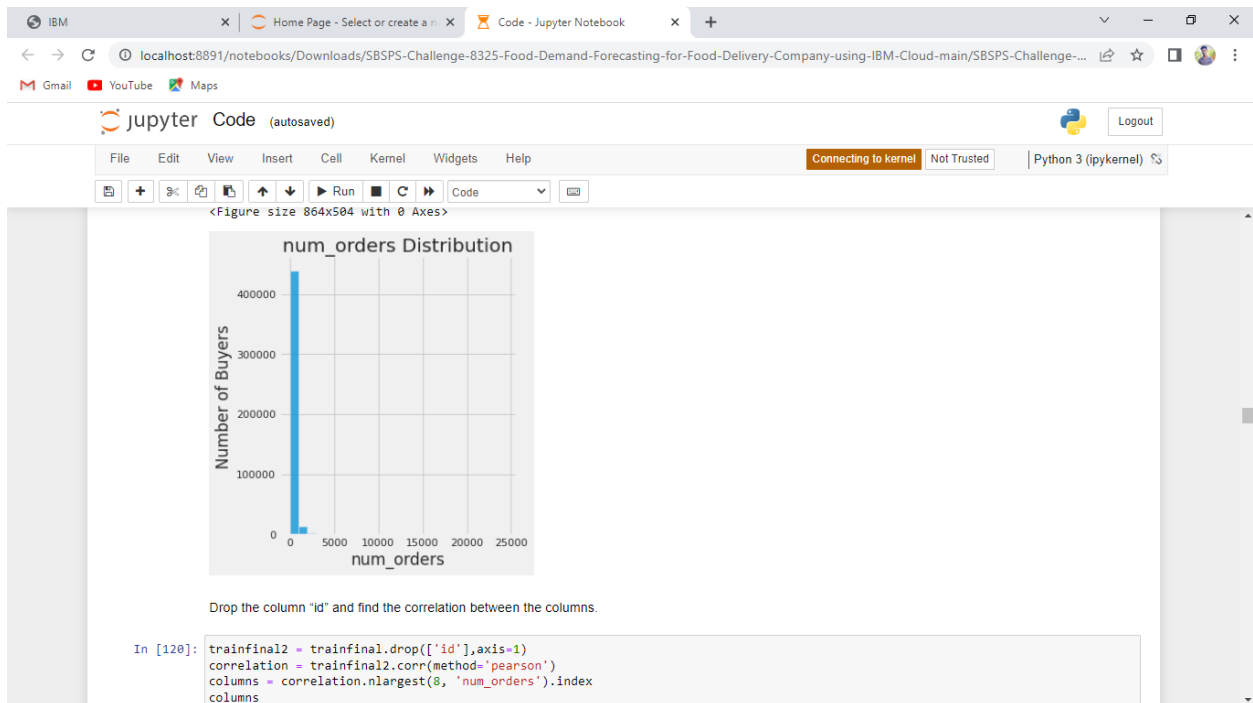 IBM
Home Page - Select or create a n
Code - Jupyter Notebook
localhost:8891/notebooks/Downloads/SBSPS-Challenge-8325-Food-Demand-Forecasting-for-Food-Delivery-Company-using-IBM-Cloud-main/SBSPS-Challenge-...
Gmail YouTube Maps
jupyter Code (autosaved)
Logout
File Edit View Insert Cell Kernel Widgets Help
Connecting to kernel Not Trusted Python 3 (ipykernel)
Run Code
<Figure size 864x504 with 0 Axes>
num_orders Distribution
Number of Buyers
400000
300000
200000
100000
0
0 5000 10000 15000 20000 25000
num_orders
Drop the column “id” and find the correlation between the columns.
In [120]: trainfinal2 = trainfinal.drop(['id'],axis=1)
correlation = trainfinal2.corr(method='pearson')
columns = correlation.nlargest(8, 'num_orders').index
columns